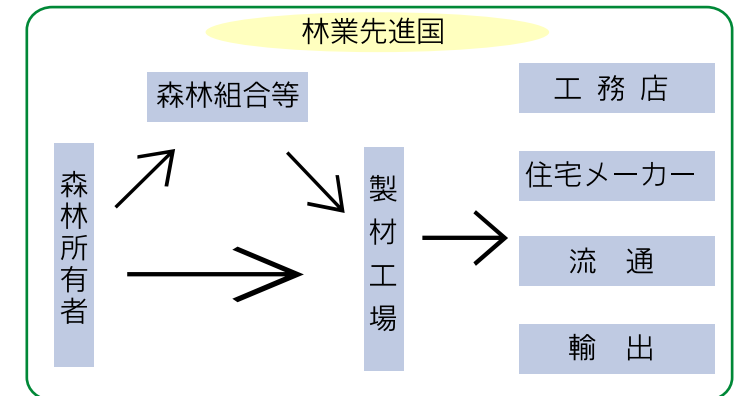 林業先進国
森林組合等
森林所有者
製材工場
工務店
住宅メーカー
流　通
輸　出